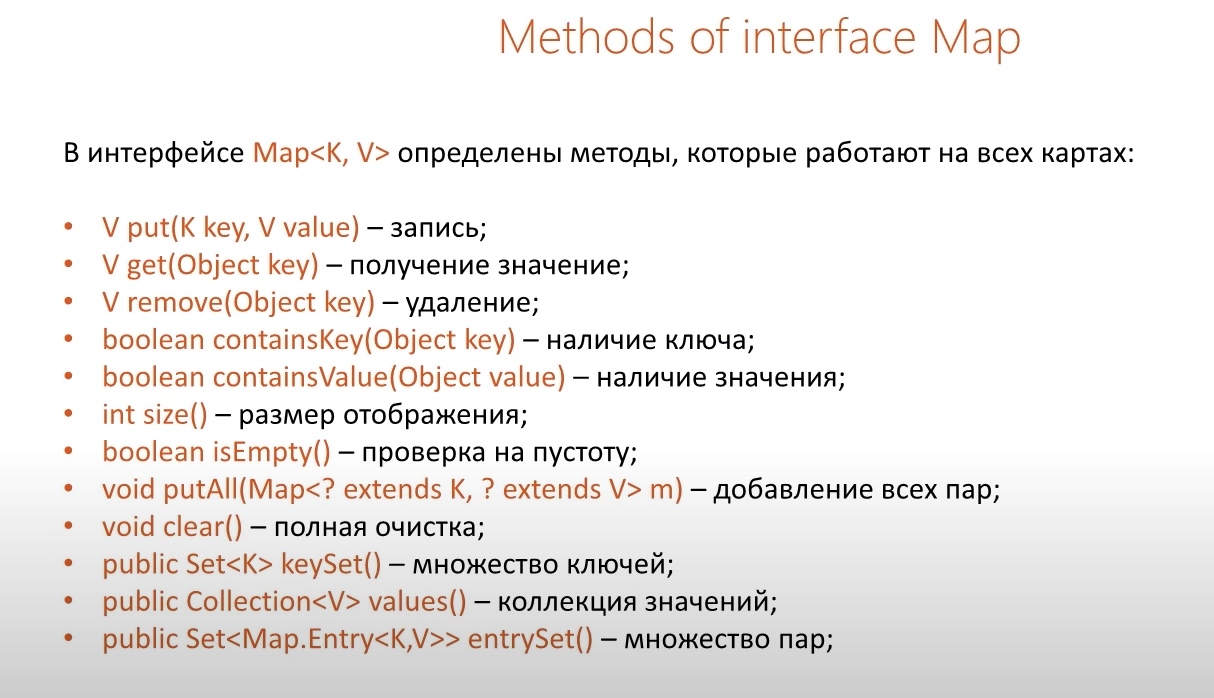 Methods of interface Map
В интерфейсе Map<K, V> определены методы, которые работают на всех картах:
• V put(K key, V value) – запись;
• V get(Object key) – получение значение;
• V remove(Object key) – удаление;
• boolean containsKey(Object key) – наличие ключа;
• boolean containsValue(Object value) – наличие значения;
• int size() – размер отображения;
• boolean isEmpty() – проверка на пустоту;
• void putAll(Map<? extends K, ? extends V> m) – добавление всех пар;
• void clear() – полная очистка;
• public Set<K> keySet() – множество ключей;
• public Collection<V> values() – коллекция значений;
• public Set<Map.Entry<K,V>> entrySet() – множество пар;